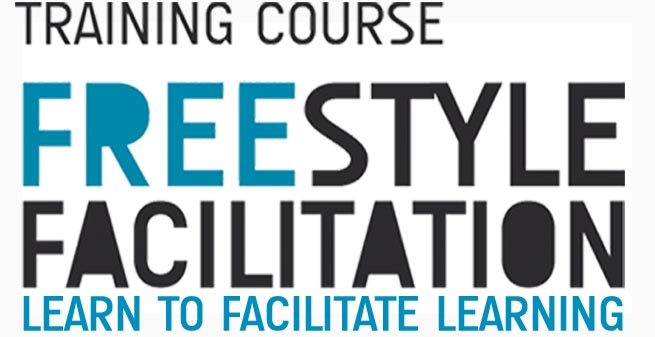 TRAINING COURSE
FREESTYLE
FACILITATION
LEARN TO FACILITATE LEARNING